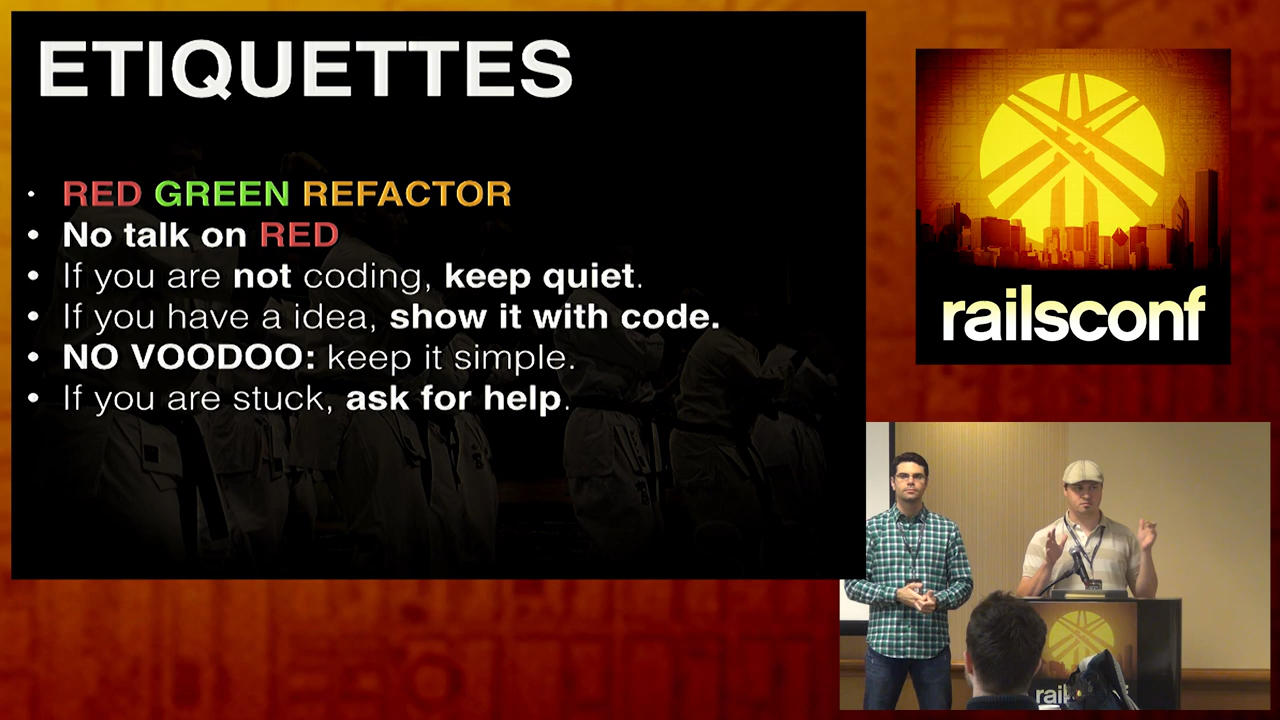 ETIQUETTES
• RED GREEN REFACTOR
• No talk on RED
• If you are not coding, keep quiet.
• If you have a idea, show it with code.
• NO VOODOO: keep it simple.
• If you are stuck, ask for help.
railsconf